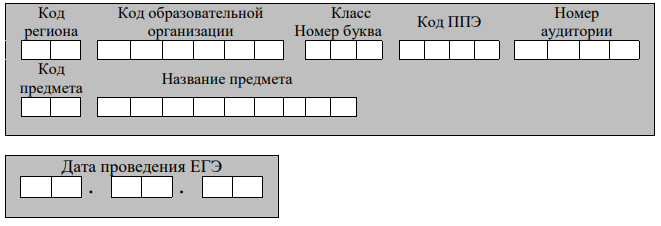 Код Код образовательной Класс Номер
региона организации Номер буква Код ППЭ аудитории
Код
предмета Название предмета
Дата проведения ЕГЭ
. .